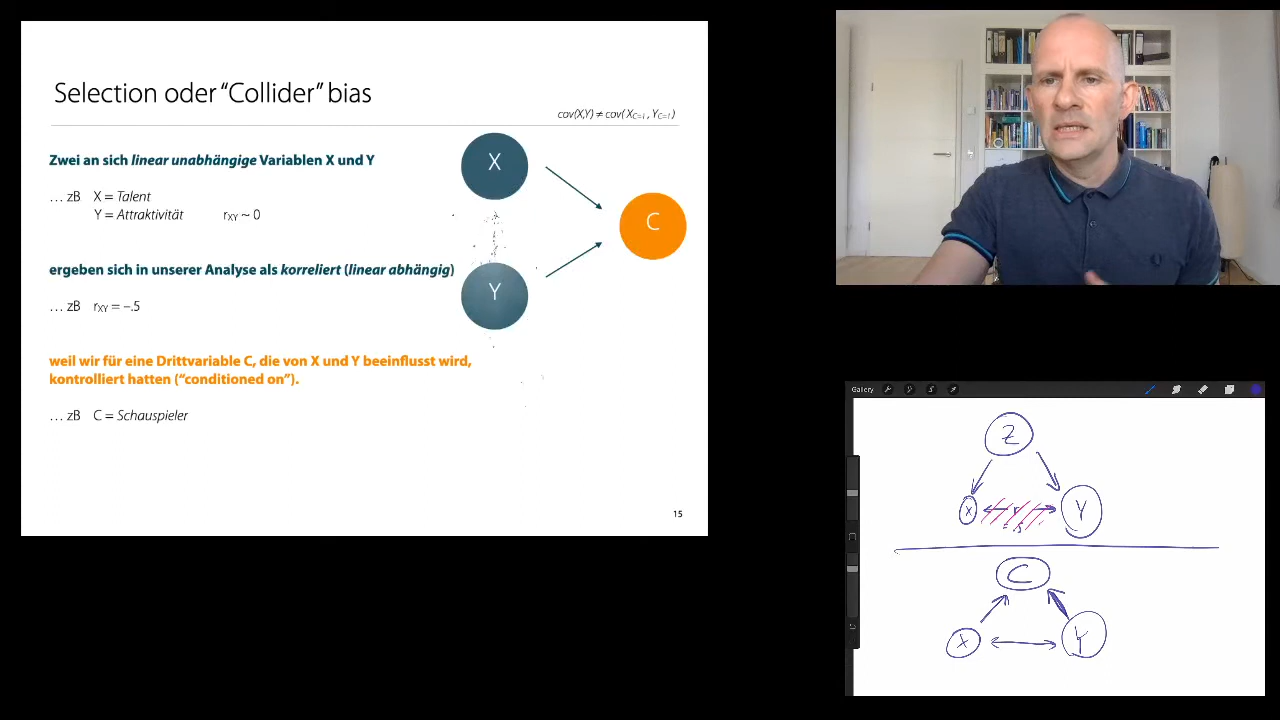 Selection oder “Collider” bias
cov(X,Y) ≠ cov( X_C=1 , Y_C=1 )
Zwei an sich linear unabhängige Variablen X und Y
… zB X = Talent
Y = Attraktivität r_XY ~ 0
ergeben sich in unserer Analyse als korreliert (linear abhängig)
… zB r_XY = –.5
weil wir für eine Drittvariable C, die von X und Y beeinflusst wird,
kontrolliert hatten (“conditioned on”).
… zB C = Schauspieler
X
C
Y
15
Gallery
Z
X
Y
C
X
Y